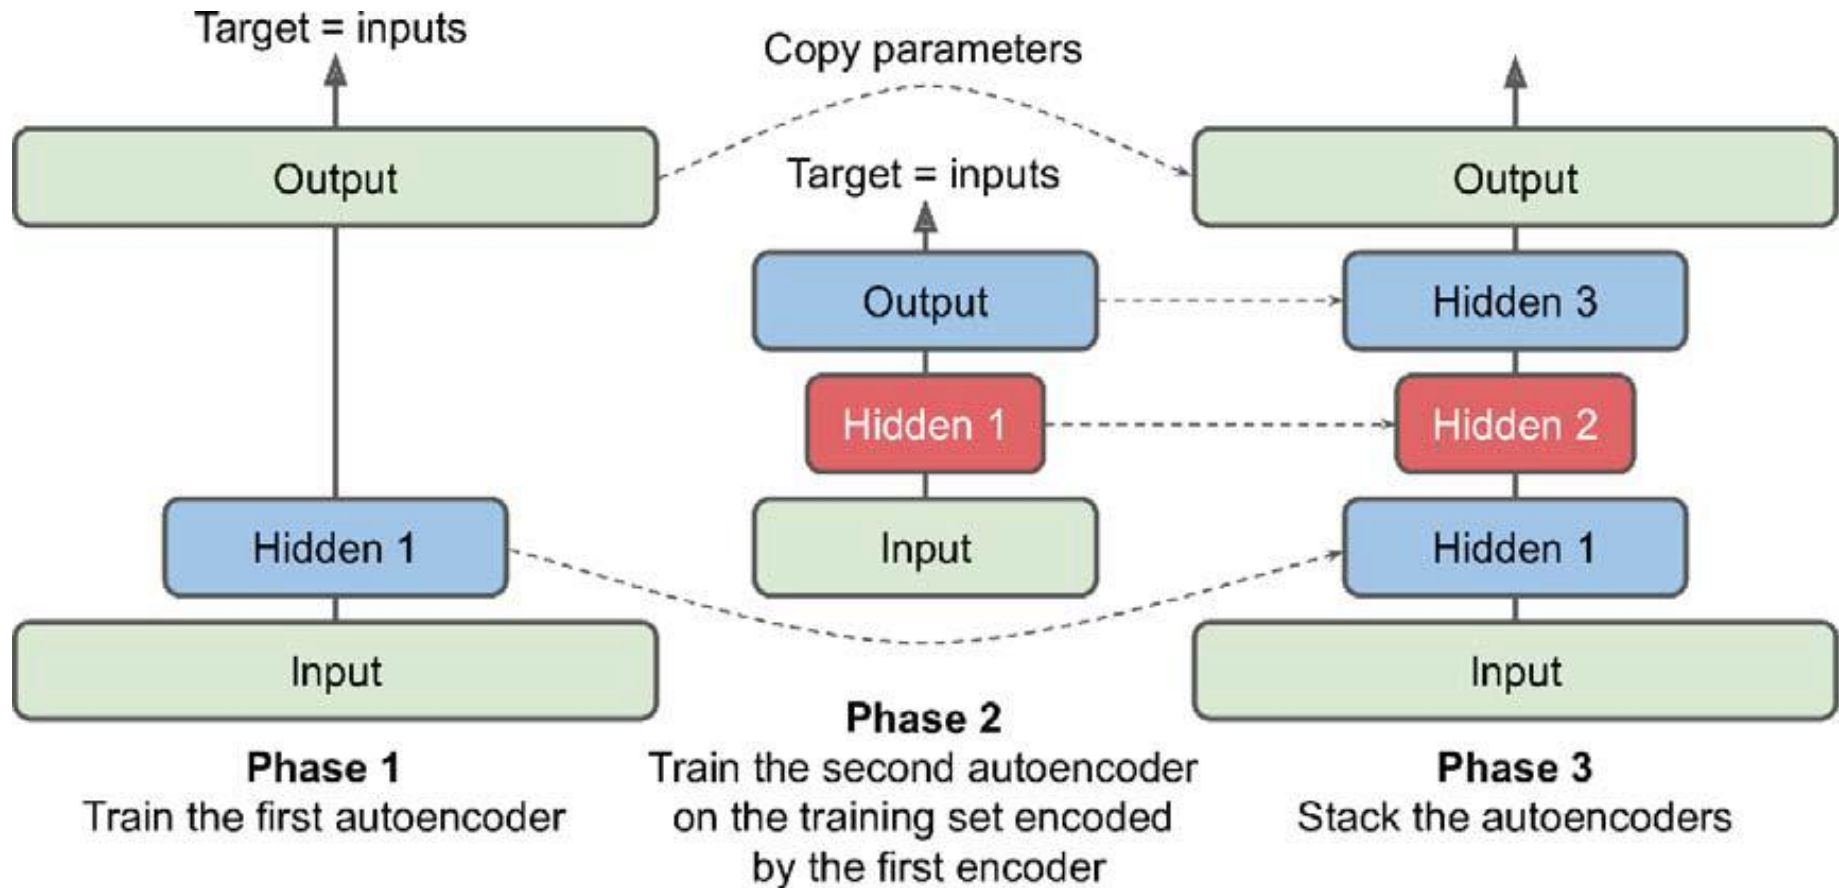 Target = inputs
Output
Hidden 1
Input
Phase 1
Train the first autoencoder
Copy parameters
Target = inputs
Output
Hidden 1
Input
Phase 2
Train the second autoencoder
on the training set encoded
by the first encoder
Output
Hidden 3
Hidden 2
Hidden 1
Input
Phase 3
Stack the autoencoders